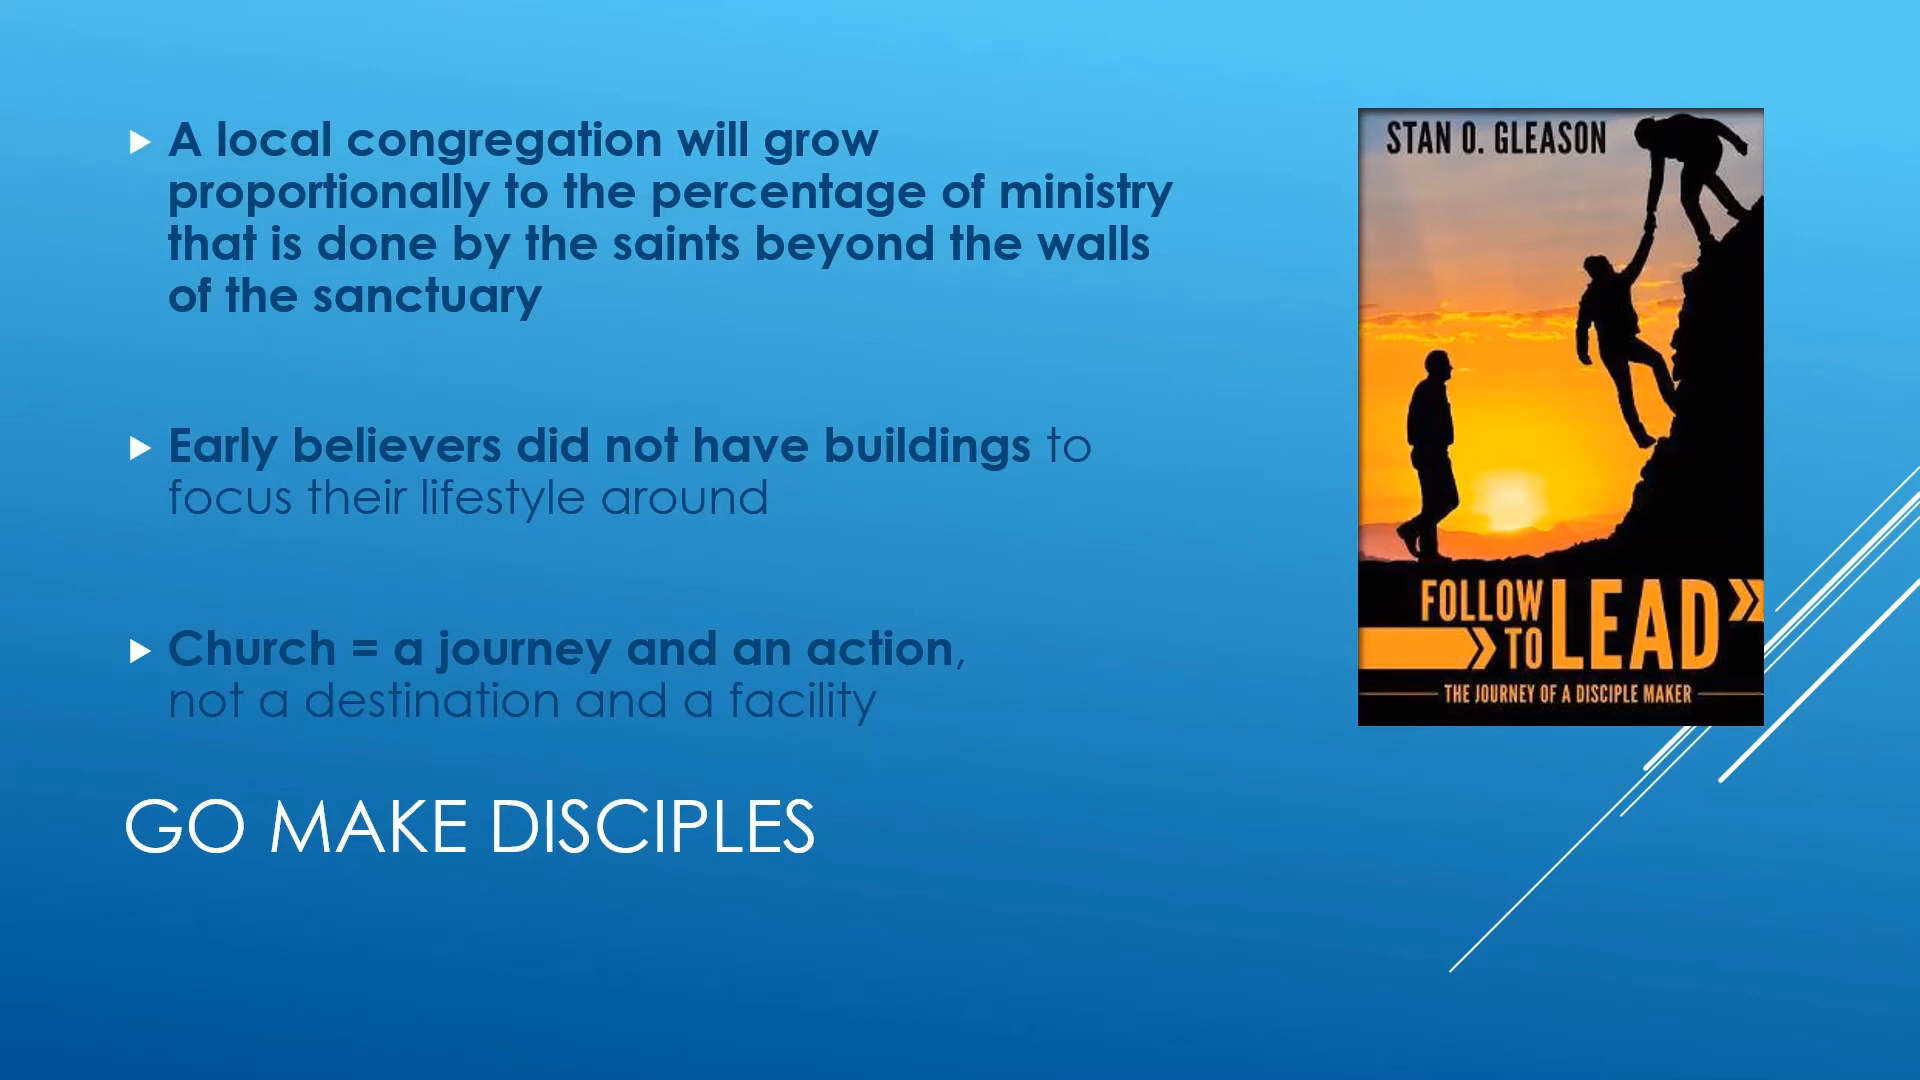 A local congregation will grow
proportionally to the percentage of ministry
that is done by the saints beyond the walls
of the sanctuary
Early believers did not have buildings to
focus their lifestyle around
Church = a journey and an action,
not a destination and a facility
GO MAKE DISCIPLES
STAN O. GLEASON
FOLLOW
TO LEAD
THE JOURNEY OF A DISCIPLE MAKER